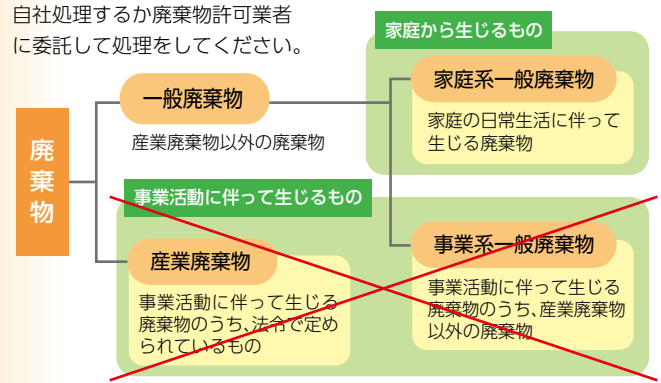 自社処理するか廃棄物許可業者
に委託して処理をしてください。
家庭から生じるもの
一般廃棄物
産業廃棄物以外の廃棄物
家庭系一般廃棄物
家庭の日常生活に伴って
生じる廃棄物
廃棄物
事業活動に伴って生じるもの
産業廃棄物
事業活動に伴って生じる
廃棄物のうち、法令で定め
られているもの
事業系一般廃棄物
事業活動に伴って生じる
廃棄物のうち、産業廃棄物
以外の廃棄物